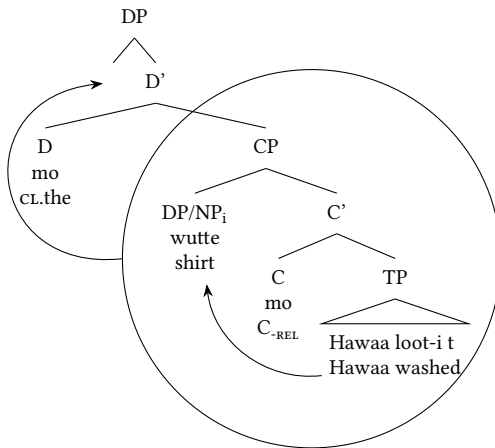 DP
D’
D CP
mo
CL.the
DP/NPi C’
wutte
shirt
C TP
mo
C-REL
Hawaa loot-i t
Hawaa washed